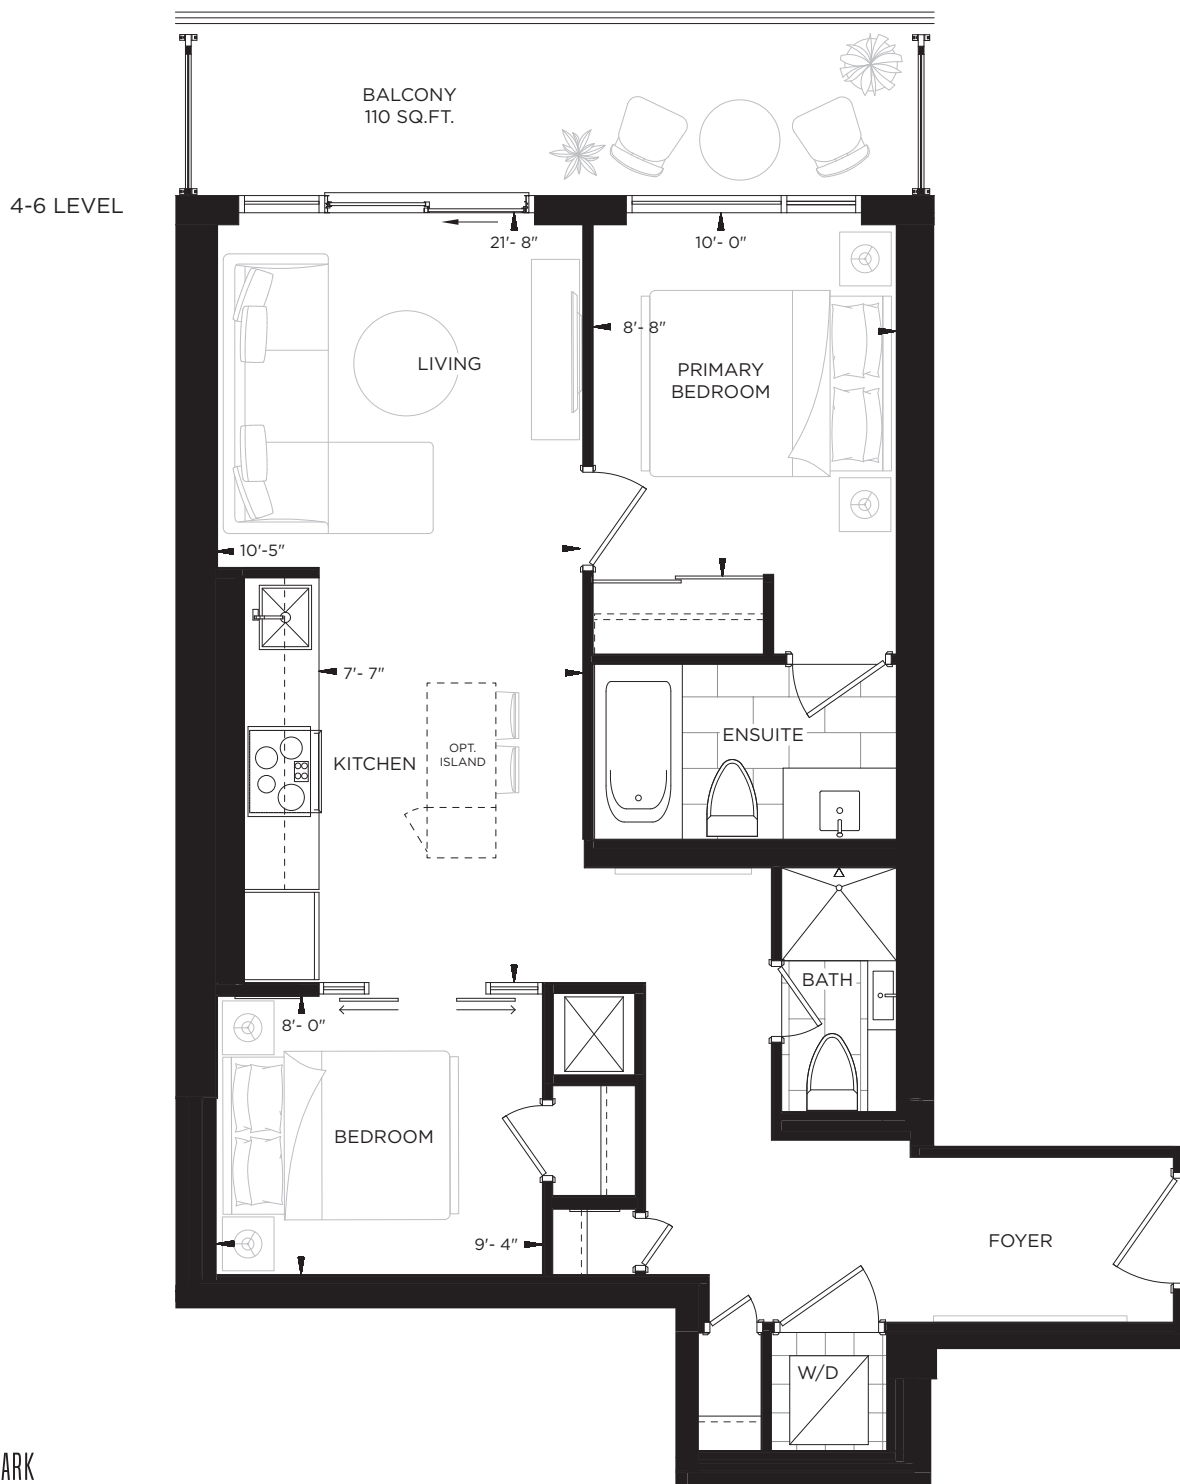 BALCONY
110 SQ.FT.
4-6 LEVEL
21'- 8"
10'- 0"
8'- 8"
LIVING
PRIMARY
BEDROOM
10'-5"
7'- 7"
ENSUITE
KITCHEN
OPT.
ISLAND
BATH
8'- 0"
BEDROOM
9'- 4"
FOYER
W/D
ARK